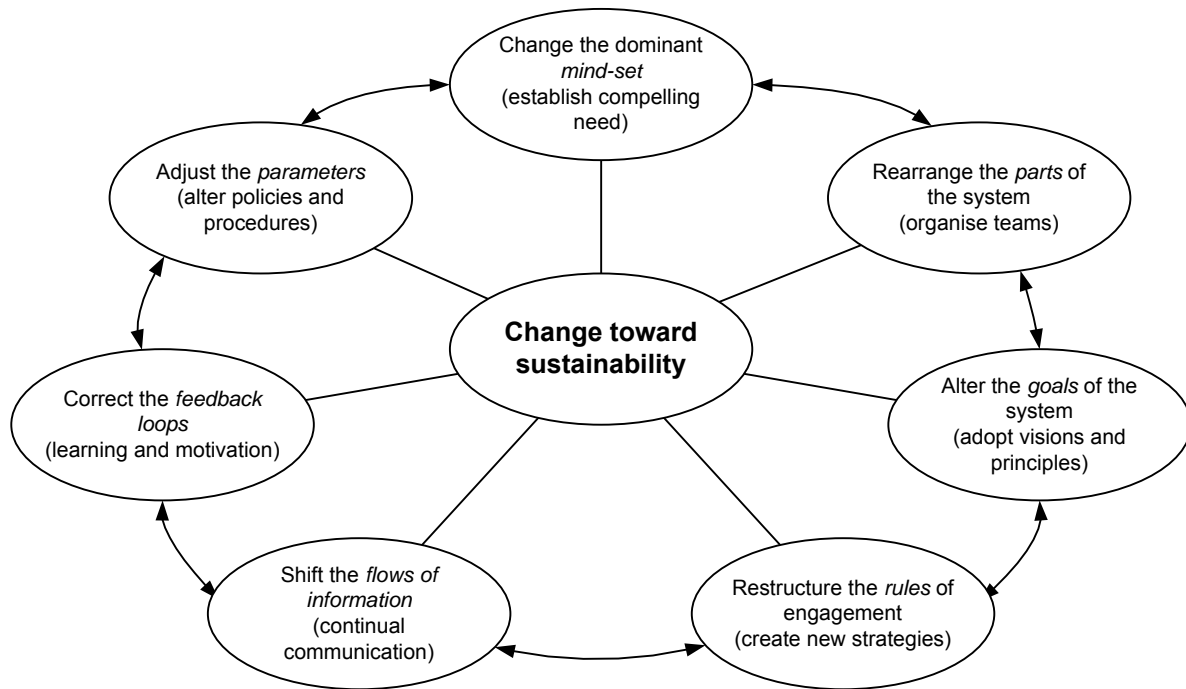 Change the dominant
mind-set
(establish compelling
need)
Adjust the parameters
(alter policies and
procedures)
Rearrange the parts of
the system
(organise teams)
Change toward
sustainability
Correct the feedback
loops
(learning and motivation)
Alter the goals of the
system
(adopt visions and
principles)
Shift the flows of
information
(continual
communication)
Restructure the rules of
engagement
(create new strategies)